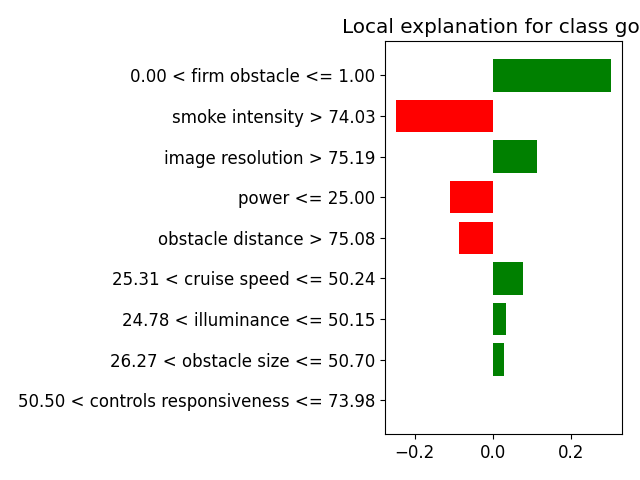 Local explanation for class go
0.00 < firm obstacle <= 1.00
smoke intensity > 74.03
image resolution > 75.19
power <= 25.00
obstacle distance > 75.08
25.31 < cruise speed <= 50.24
24.78 < illuminance <= 50.15
26.27 < obstacle size <= 50.70
50.50 < controls responsiveness <= 73.98
−0.2 0.0 0.2